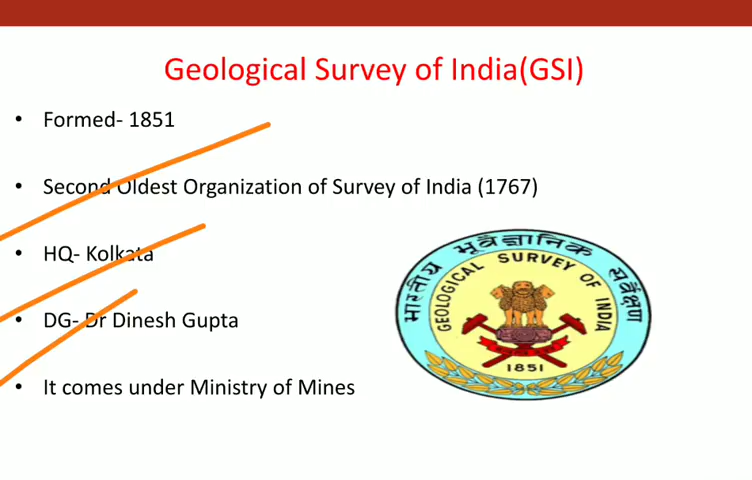 Geological Survey of India(GSI)
• Formed- 1851
• Second Oldest Organization of Survey of India (1767)
• HQ- Kolkata
• DG- Dr Dinesh Gupta
• It comes under Ministry of Mines
भारतीय भूवैज्ञानिक सर्वेक्षण
GEOLOGICAL SURVEY OF INDIA
1851